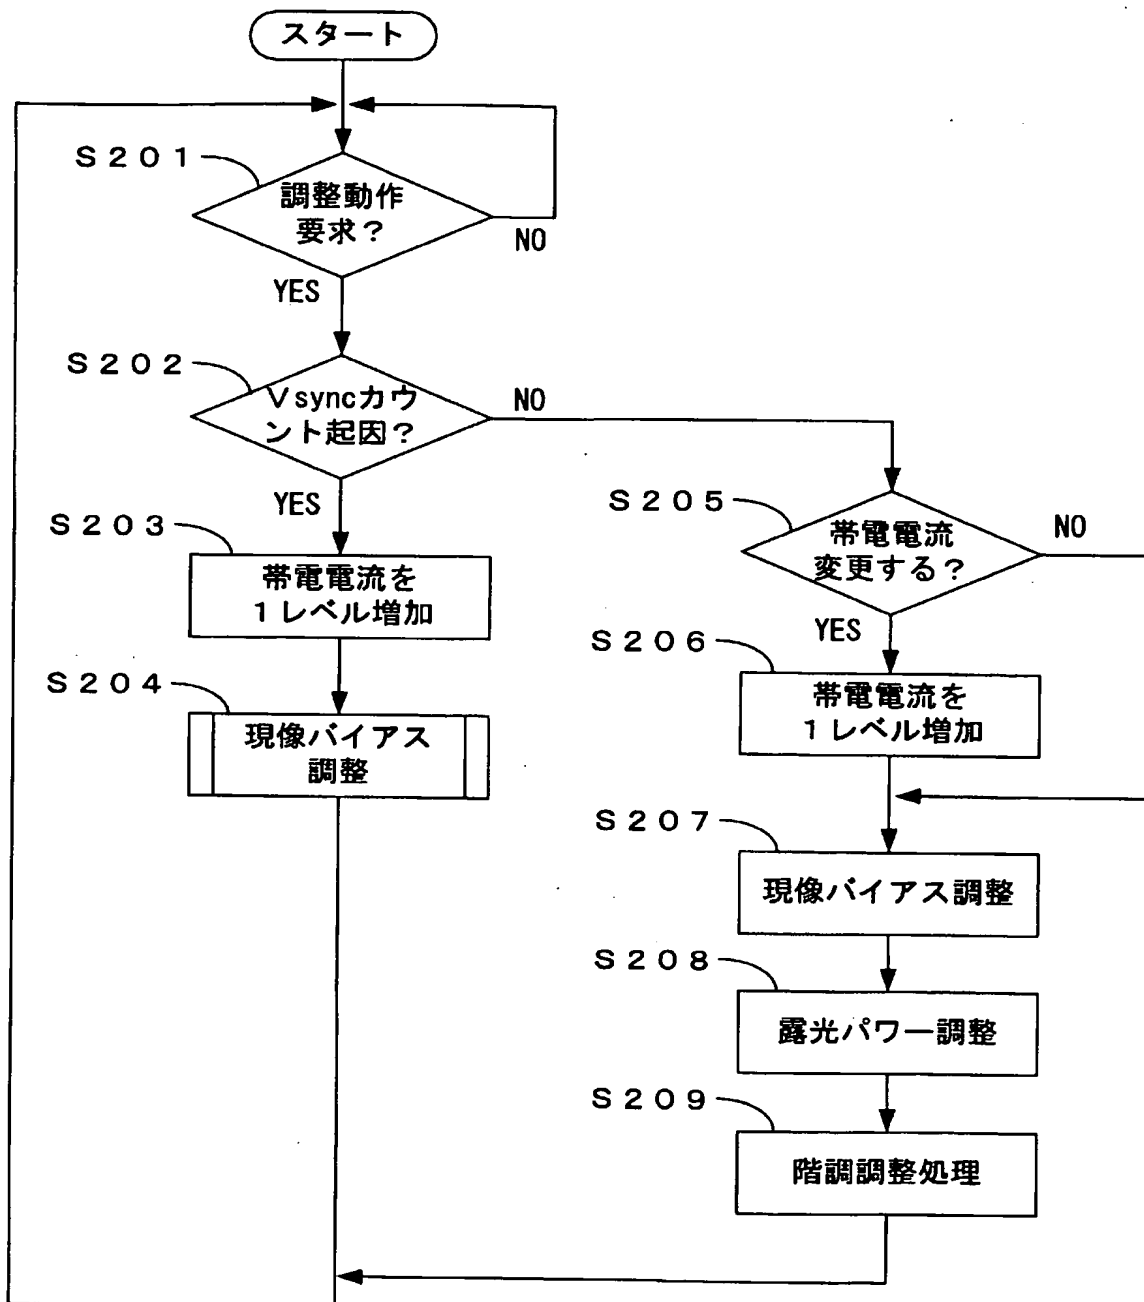 スタート
S201
調整動作
要求?
NO
YES
S202
Vsyncカウ
ント起因?
NO
YES
S203
帯電電流を
1レベル増加
S204
現像バイアス
調整
S205
帯電電流
変更する?
NO
YES
S206
帯電電流を
1レベル増加
S207
現像バイアス調整
S208
露光パワー調整
S209
階調調整処理